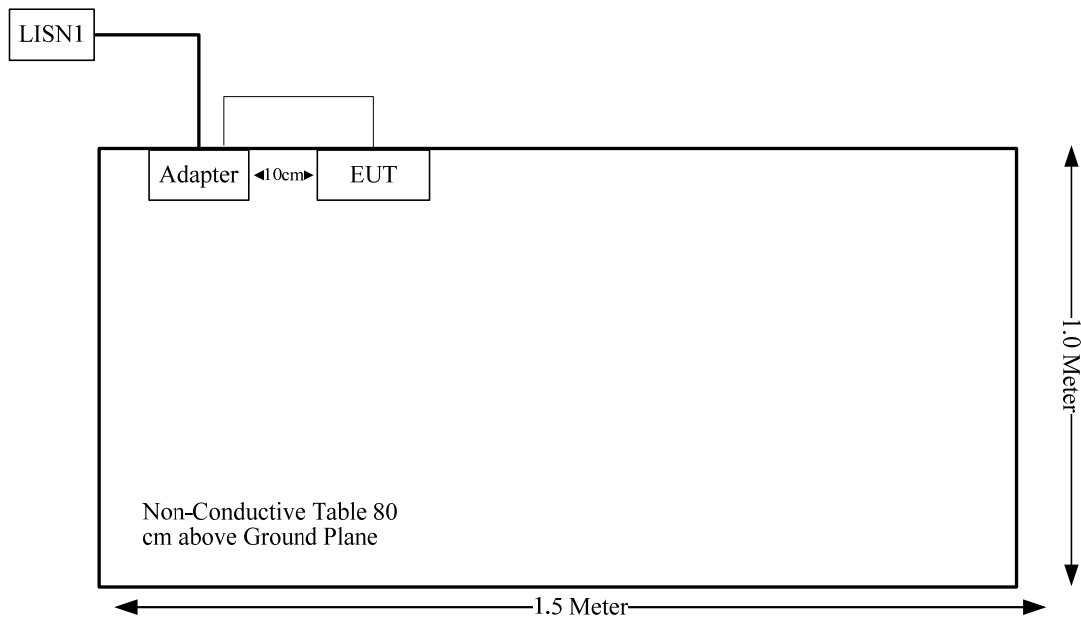 LISN1
Adapter
10cm
EUT
1.0 Meter
Non-Conductive Table 80
cm above Ground Plane
1.5 Meter